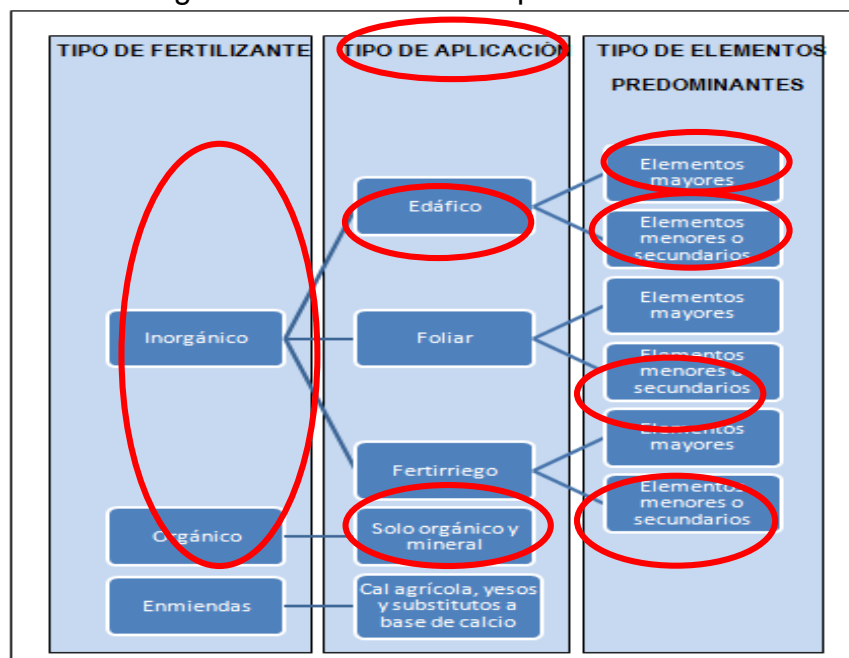 TIPO DE FERTILIZANTE
TIPO DE APLICACIÓN
TIPO DE ELEMENTOS
PREDOMINANTES
Inorgánico
Orgánico
Enmiendas
Edáfico
Foliar
Fertirriego
Solo orgánico y
mineral
Cal agrícola, yesos
y substitutos a
base de calcio
Elementos
mayores
Elementos
menores o
secundarios
Elementos
mayores
Elementos
menores o
secundarios
Elementos
mayores
Elementos
menores o
secundarios